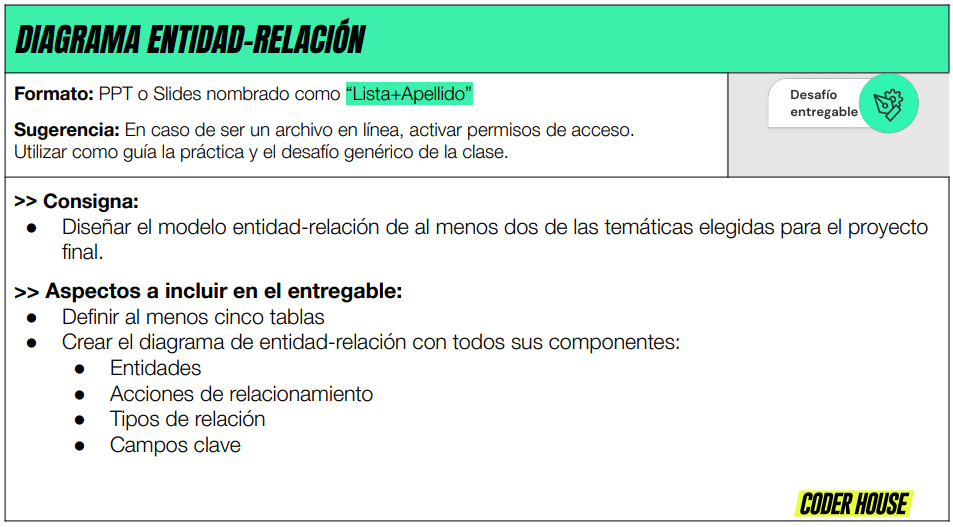 DIAGRAMA ENTIDAD-RELACIÓN
Formato: PPT o Slides nombrado como “Lista+Apellido”
Sugerencia: En caso de ser un archivo en línea, activar permisos de acceso.
Utilizar como guía la práctica y el desafío genérico de la clase.
Desafío
entregable
>> Consigna:
● Diseñar el modelo entidad-relación de al menos dos de las temáticas elegidas para el proyecto
final.
>> Aspectos a incluir en el entregable:
● Definir al menos cinco tablas
● Crear el diagrama de entidad-relación con todos sus componentes:
● Entidades
● Acciones de relacionamiento
● Tipos de relación
● Campos clave
CODER HOUSE